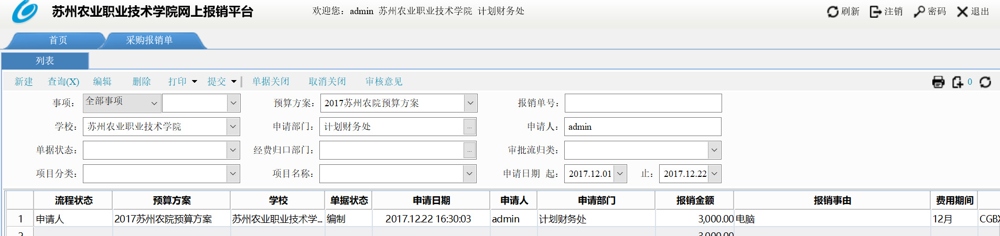 苏州农业职业技术学院网上报销平台 欢迎您：admin 苏州农业职业技术学院 计划财务处 刷新 注销 密码 退出
首页 采购报销单
列表
新建 查询(X) 编辑 删除 打印 提交 单据关闭 取消关闭 审核意见 0
事项： 全部事项 预算方案： 2017苏州农院预算方案 报销单号：
学校： 苏州农业职业技术学院 申请部门： 计划财务处 ... 申请人： admin
单据状态： 经费归口部门： ... 审批流归类：
项目分类： 项目名称： 申请日期 起： 2017.12.01 止： 2017.12.22
流程状态 预算方案 学校 单据状态 申请日期 申请人 申请部门 报销金额 报销事由 费用期间
1 申请人 2017苏州农院预算方案 苏州农业职业技术学... 编制 2017.12.22 16:30:03 admin 计划财务处 3,000.00 电脑 12月 CGBX
2 3,000.00